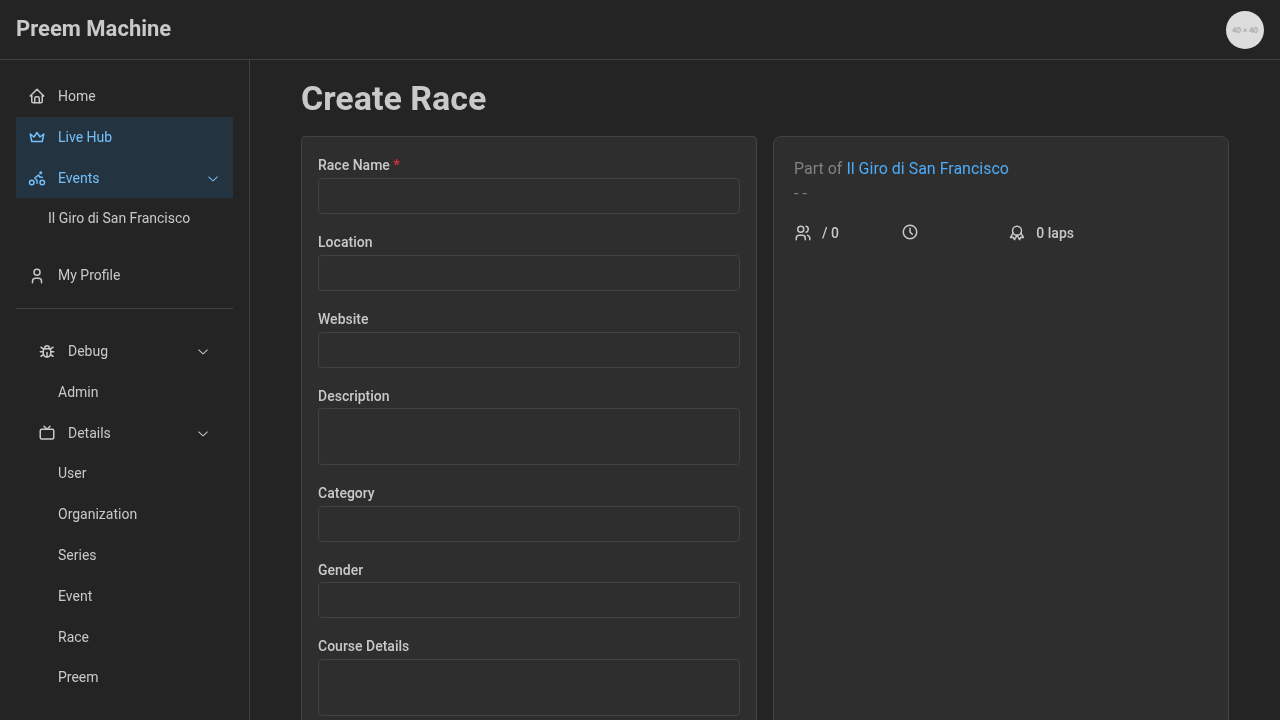 Preem Machine
40 × 40
Home
Live Hub
Events
Il Giro di San Francisco
My Profile
Debug
Admin
Details
User
Organization
Series
Event
Race
Preem
Create Race
Race Name *
Location
Website
Description
Category
Gender
Course Details
Part of Il Giro di San Francisco
- -
/ 0
0 laps